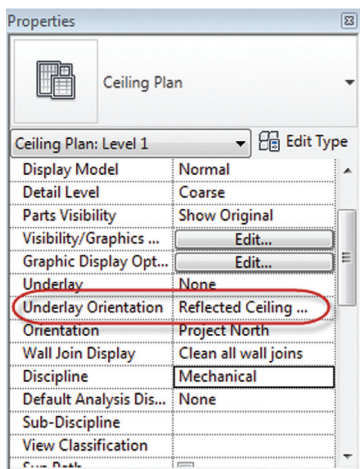 Properties
Ceiling Plan
Ceiling Plan: Level 1 Edit Type
Display Model Normal
Detail Level Coarse
Parts Visibility Show Original
Visibility/Graphics ... Edit...
Graphic Display Opt... Edit...
Underlay None
Underlay Orientation Reflected Ceiling ...
Orientation Project North
Wall Join Display Clean all wall joins
Discipline Mechanical
Default Analysis Dis... None
Sub-Discipline
View Classification
Sun Path